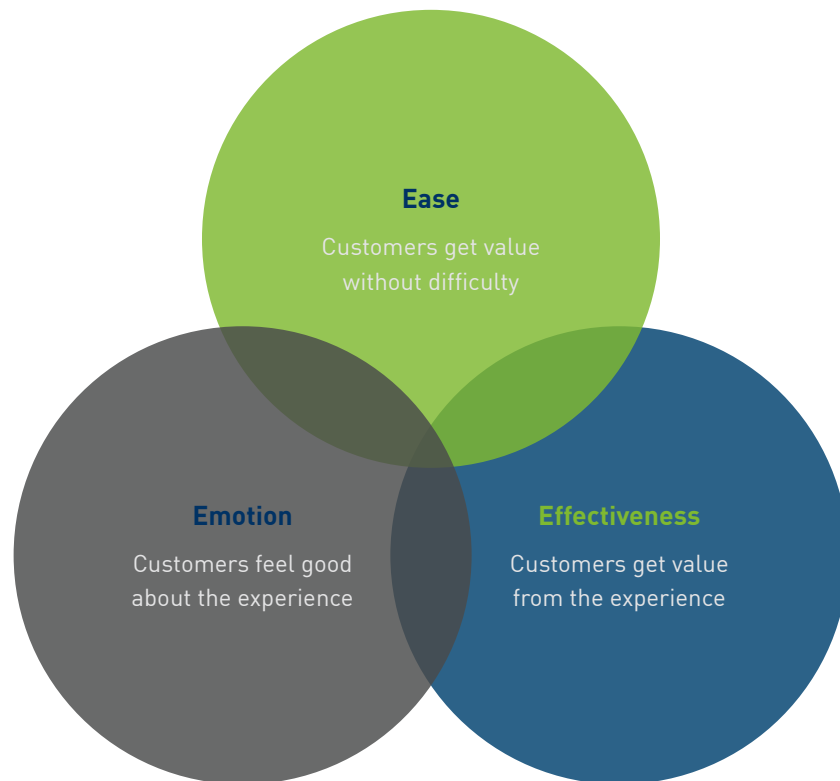 Ease
Customers get value
without difficulty
Emotion
Customers feel good
about the experience
Effectiveness
Customers get value
from the experience